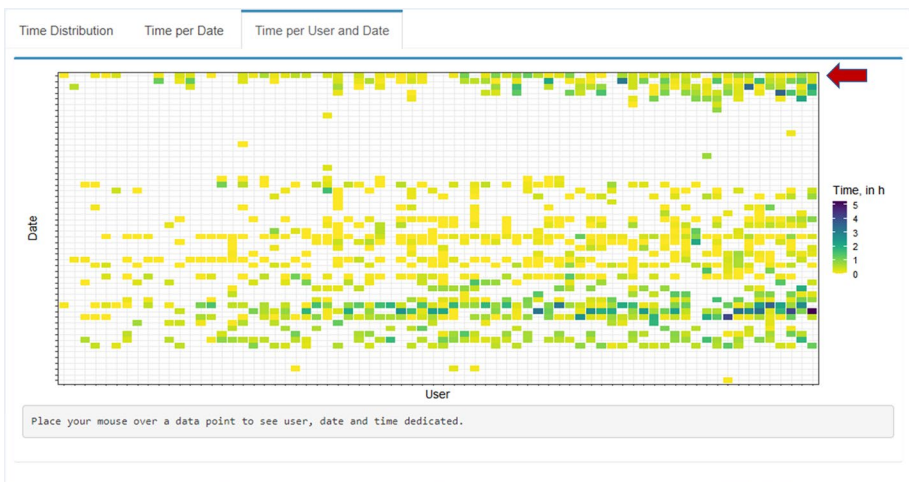 Time Distribution
Time per Date
Time per User and Date
Date
User
Time, in h
5
4
3
2
1
0
Place your mouse over a data point to see user, date and time dedicated.